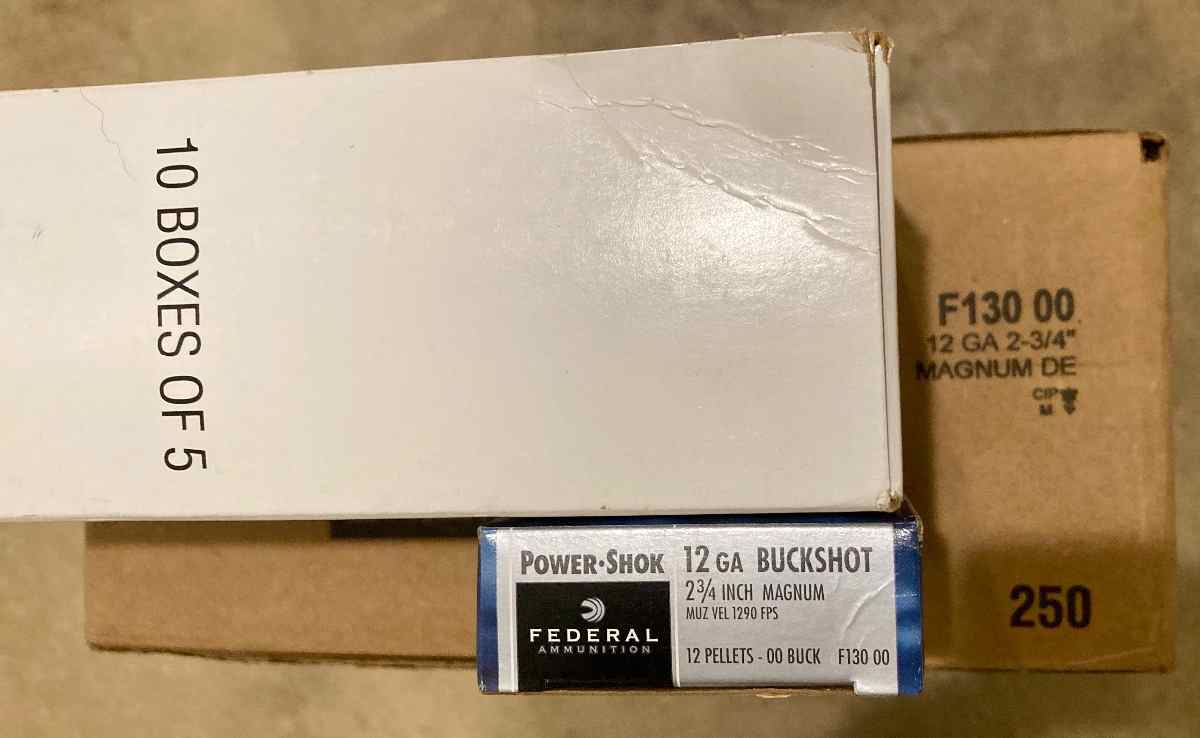 10 BOXES OF 5
F130 00
12 GA 2-3/4"
MAGNUM DE
CIP
M
250
POWER•SHOK
FEDERAL
AMMUNITION
12 GA BUCKSHOT
2¾ INCH MAGNUM
MUZ VEL 1290 FPS
12 PELLETS - 00 BUCK F130 00